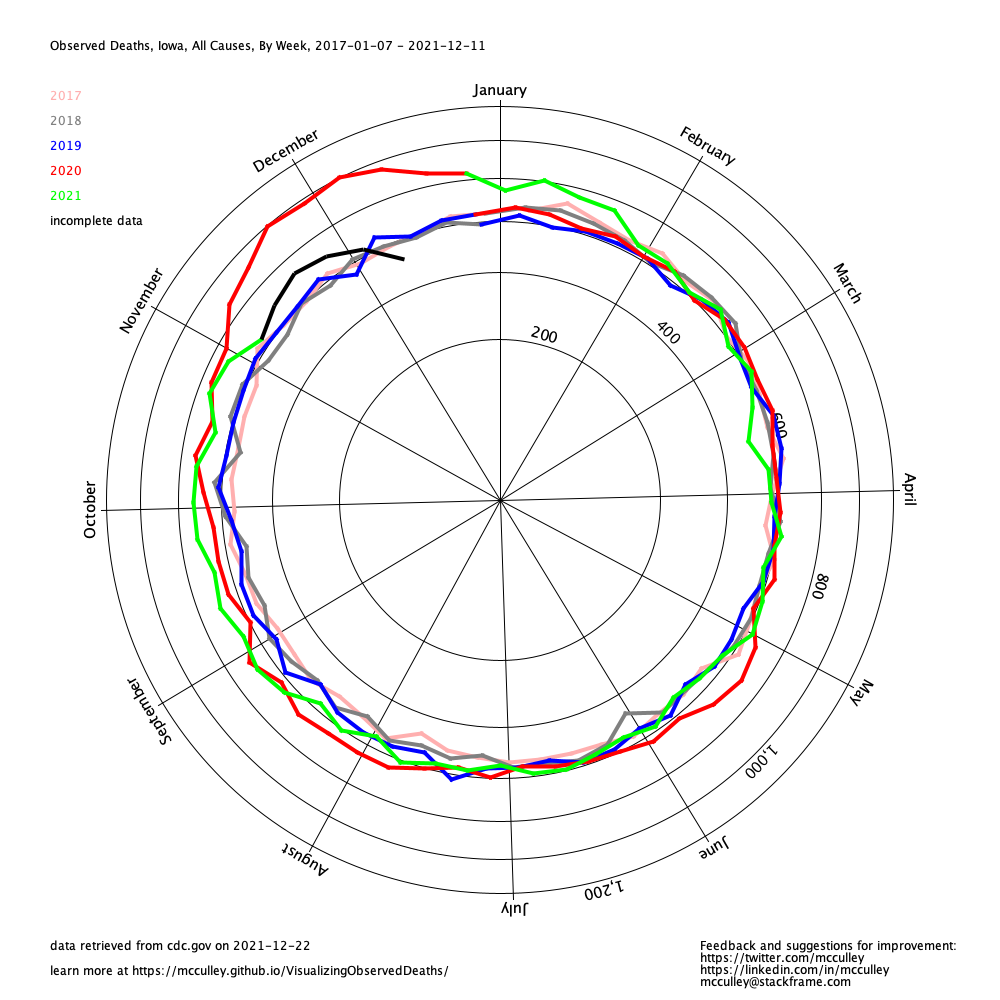 Observed Deaths, Iowa, All Causes, By Week, 2017-01-07 - 2021-12-11
2017
2018
2019
2020
2021
incomplete data
January
February
March
April
May
June
July
August
September
October
November
December
200
400
600
800
1,000
1,200
data retrieved from cdc.gov on 2021-12-22
learn more at https://mcculley.github.io/VisualizingObservedDeaths/
Feedback and suggestions for improvement:
https://twitter.com/mcculley
https://linkedin.com/in/mcculley
mcculley@stackframe.com